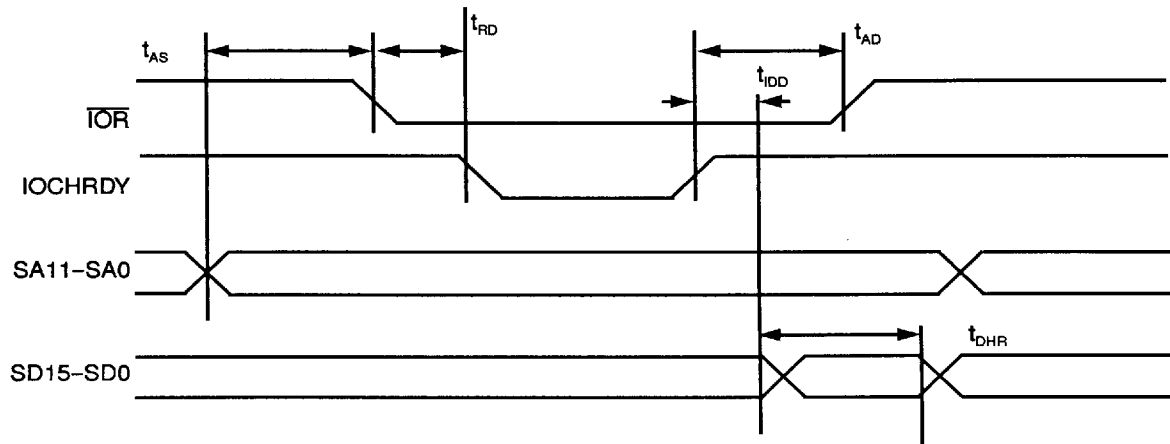 tRD
tAS
tAD
tIDD
IOR
IOCHRDY
SA11–SA0
tDHR
SD15–SD0